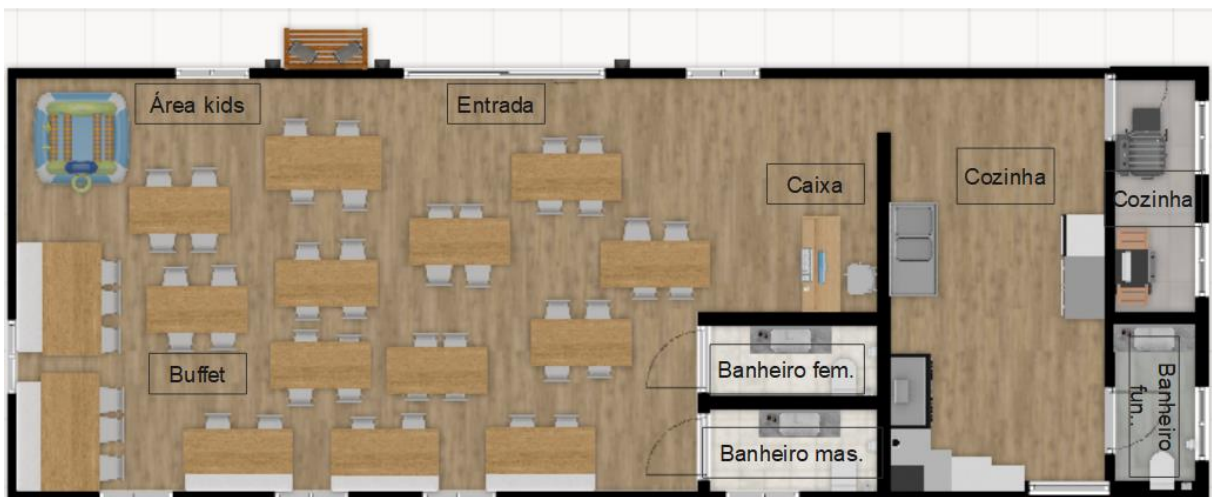 Área kids
Entrada
Caixa
Cozinha
Cozinha
Buffet
Banheiro fem.
Banheiro mas.
Banheiro
fun.